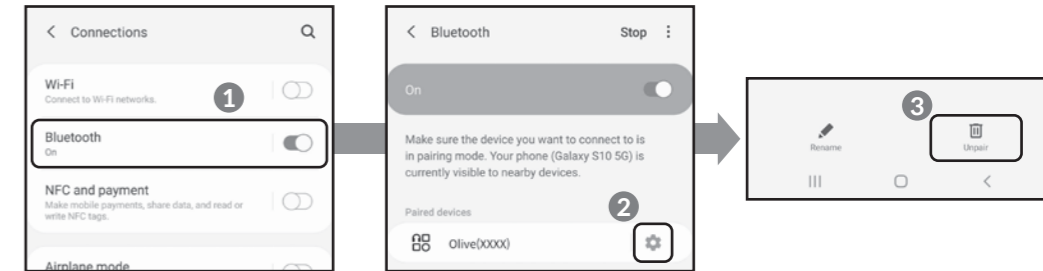 Connections
Wi-Fi
Connect to Wi-Fi networks.
1
Bluetooth
On
NFC and payment
Make mobile payments, share data, and read or
write NFC tags.
Airplane mode
Bluetooth
Stop
On
Make sure the device you want to connect to is
in pairing mode. Your phone (Galaxy S10 5G) is
currently visible to nearby devices.
Paired devices
2
Olive(XXXX)
3
Rename
Unpair